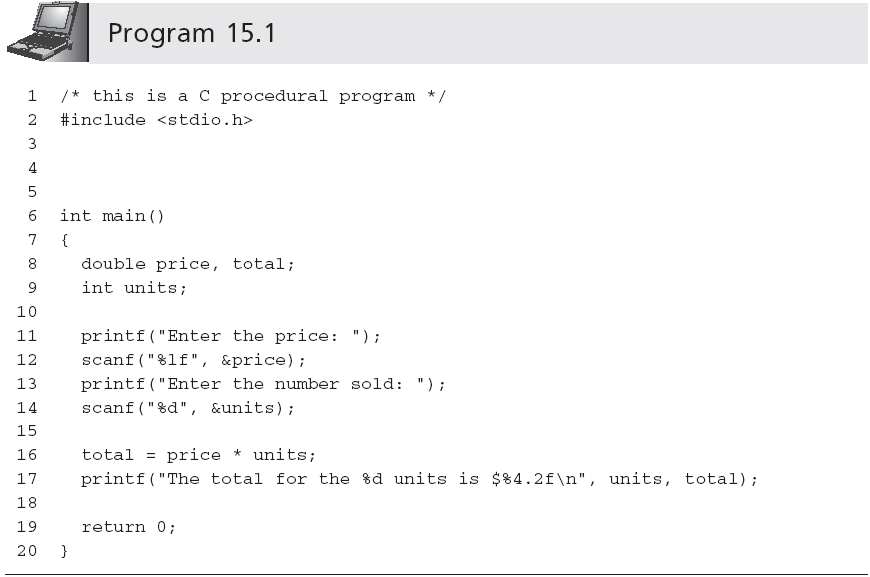 Program 15.1
1 /* this is a C procedural program */
2 #include <stdio.h>
3
4
5
6 int main()
7 {
8   double price, total;
9   int units;
10
11   printf("Enter the price: ");
12   scanf("%lf", &price);
13   printf("Enter the number sold: ");
14   scanf("%d", &units);
15
16   total = price * units;
17   printf("The total for the %d units is $%4.2f\n", units, total);
18
19   return 0;
20 }